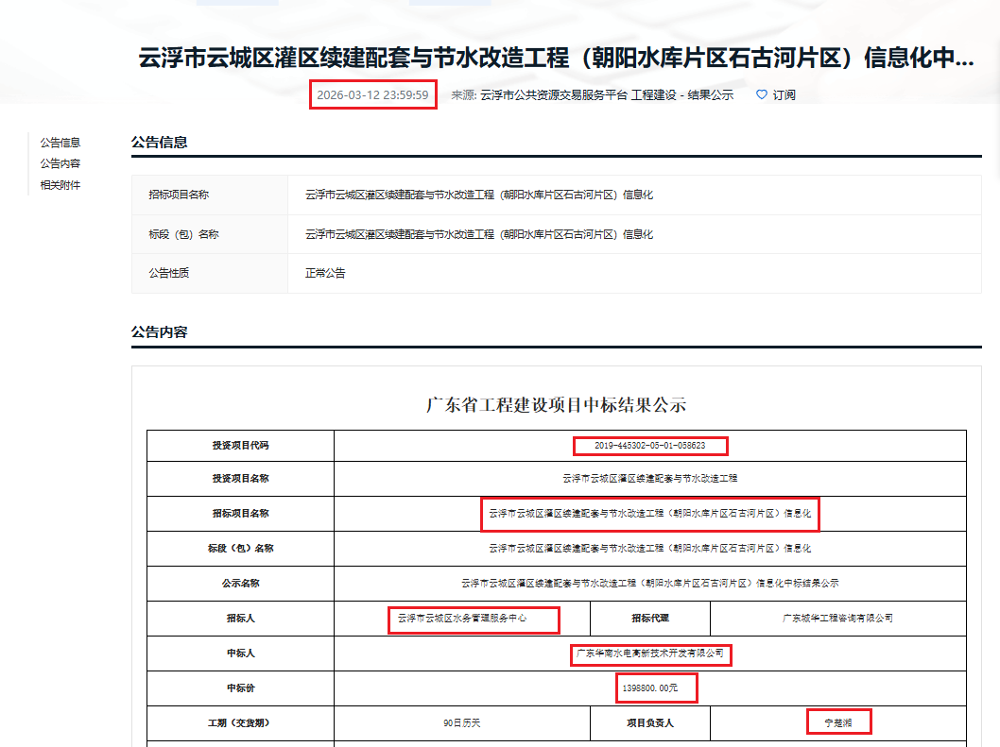 云浮市云城区灌区续建配套与节水改造工程（朝阳水库片区石古河片区）信息化中...
2026-03-12 23:59:59 来源: 云浮市公共资源交易服务平台 工程建设 - 结果公示 订阅
公告信息
公告内容
相关附件
公告信息
招标项目名称 云浮市云城区灌区续建配套与节水改造工程（朝阳水库片区石古河片区）信息化
标段（包）名称 云浮市云城区灌区续建配套与节水改造工程（朝阳水库片区石古河片区）信息化
公告性质 正常公告
公告内容
广东省工程建设项目中标结果公示
投资项目代码 2019-445302-05-01-058623
投资项目名称 云浮市云城区灌区续建配套与节水改造工程
招标项目名称 云浮市云城区灌区续建配套与节水改造工程（朝阳水库片区石古河片区）信息化
标段（包）名称 云浮市云城区灌区续建配套与节水改造工程（朝阳水库片区石古河片区）信息化
公示名称 云浮市云城区灌区续建配套与节水改造工程（朝阳水库片区石古河片区）信息化中标结果公示
招标人 云浮市云城区水务管理服务中心 招标代理 广东城华工程咨询有限公司
中标人 广东华南水电高新技术开发有限公司
中标价 1398800.00元
工期（交货期） 90日历天 项目负责人 宁楚湘